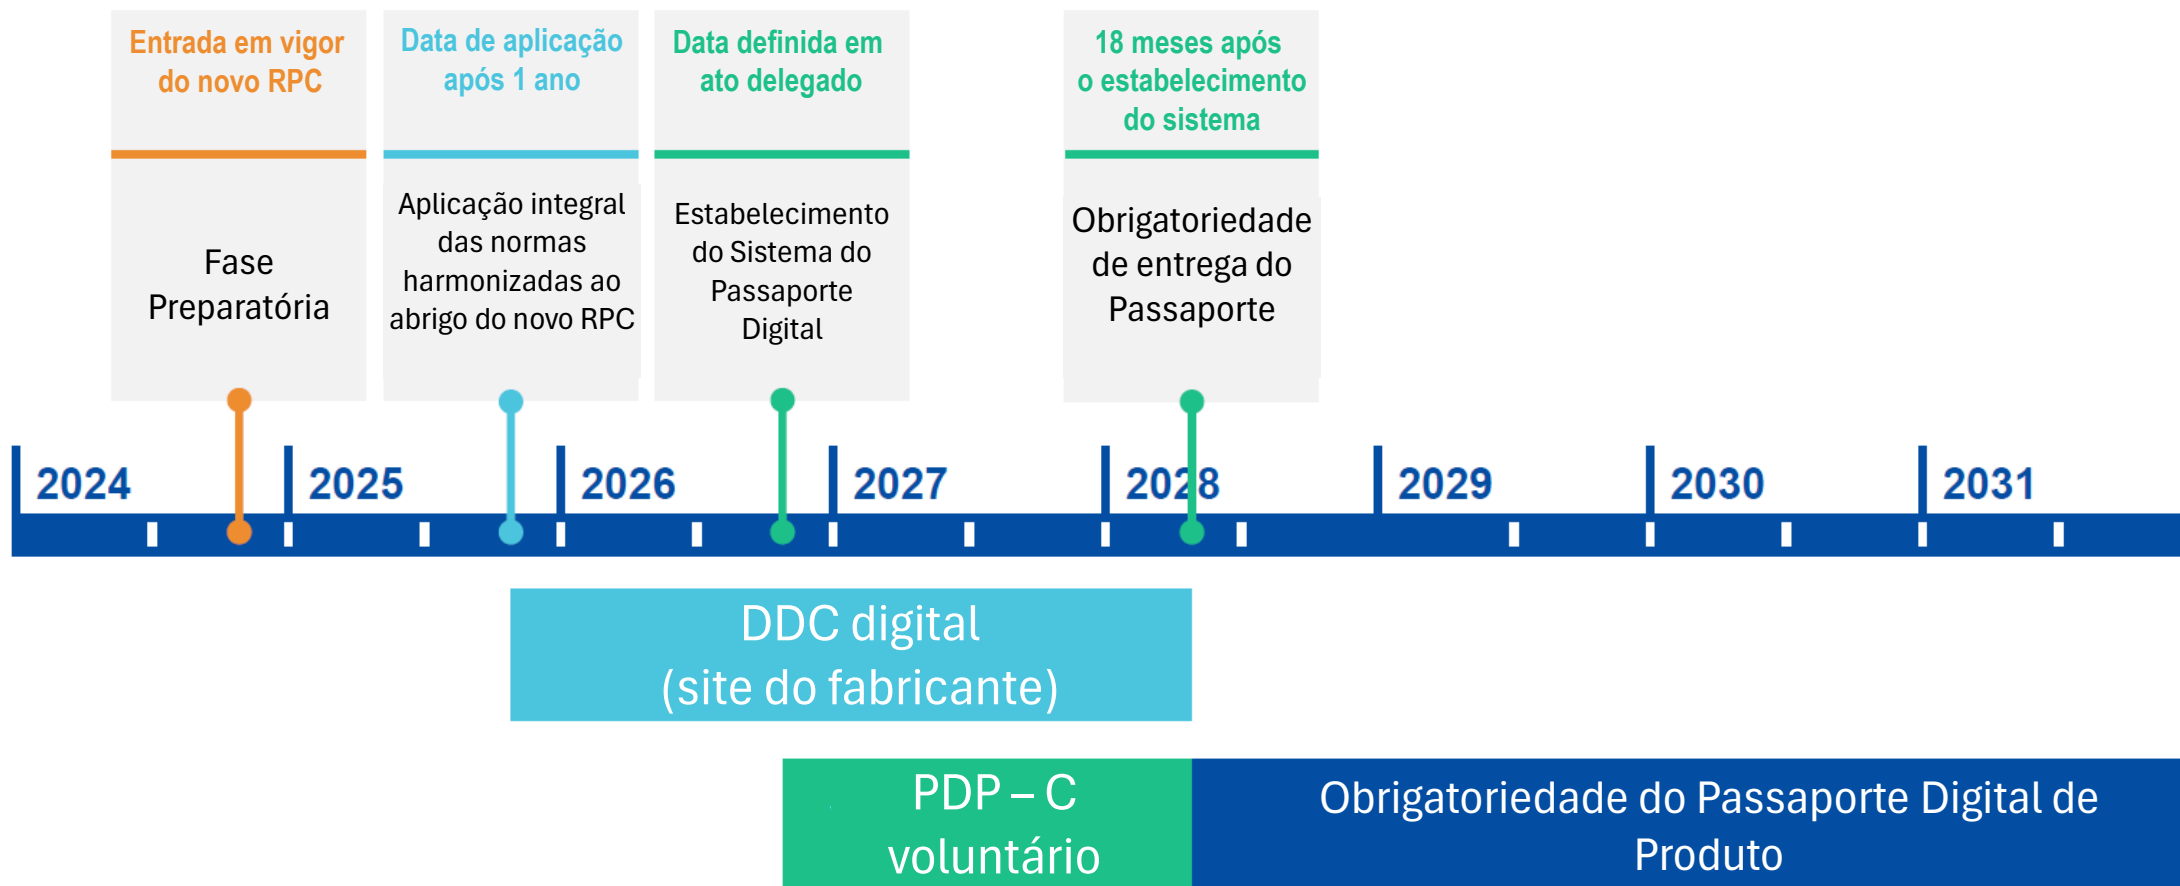 Entrada em vigor
do novo RPC
Fase
Preparatória
Data de aplicação
após 1 ano
Aplicação integral
das normas
harmonizadas ao
abrigo do novo RPC
Data definida em
ato delegado
Estabelecimento
do Sistema do
Passaporte
Digital
18 meses após
o estabelecimento
do sistema
Obrigatoriedade
de entrega do
Passaporte
2024
2025
2026
2027
2028
2029
2030
2031
DDC digital
(site do fabricante)
PDP – C
voluntário
Obrigatoriedade do Passaporte Digital de
Produto